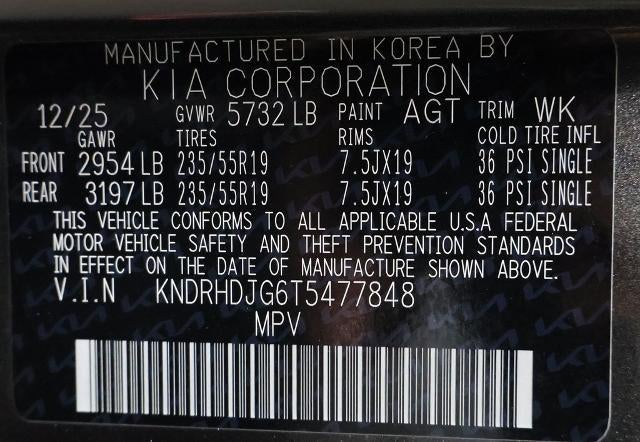 MANUFACTURED IN KOREA BY
KIA CORPORATION
12/25 GVWR 5732 LB PAINT AGT TRIM WK
GAWR TIRES RIMS COLD TIRE INFL
FRONT 2954 LB 235/55R19 7.5JX19 36 PSI SINGLE
REAR 3197 LB 235/55R19 7.5JX19 36 PSI SINGLE
THIS VEHICLE CONFORMS TO ALL APPLICABLE U.S.A FEDERAL
MOTOR VEHICLE SAFETY AND THEFT PREVENTION STANDARDS
IN EFFECT ON THE DATE OF MANUFACTURE SHOWN ABOVE.
V.I.N KNDRHDJG6T5477848
MPV